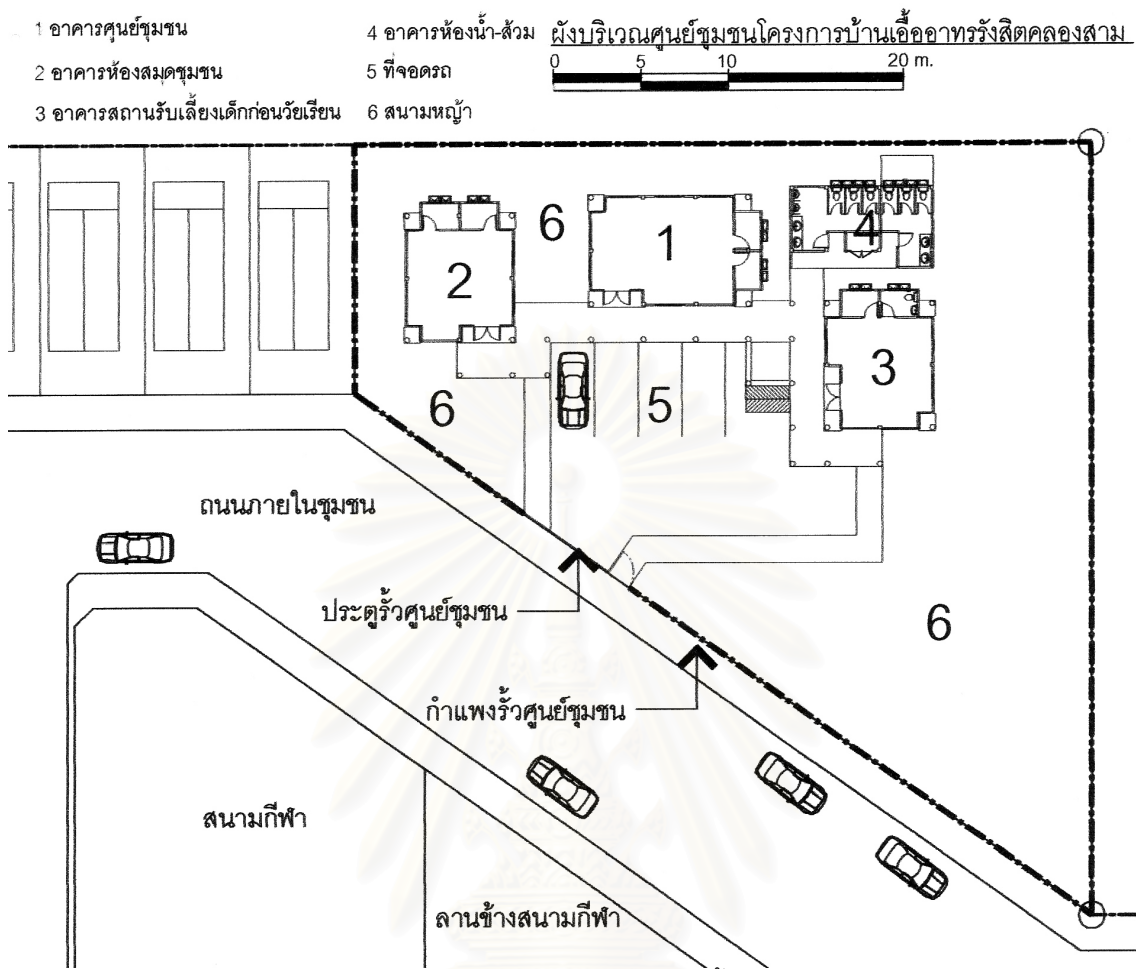 1 อาคารศูนย์ชุมชน
2 อาคารห้องสมุดชุมชน
3 อาคารสถานรับเลี้ยงเด็กก่อนวัยเรียน
4 อาคารห้องน้ำ-ส้วม
5 ที่จอดรถ
6 สนามหญ้า
ผังบริเวณศูนย์ชุมชนโครงการบ้านเอื้ออาทรรังสิตคลองสาม
0 5 10 20 m.
6
1
4
2
3
6
5
ถนนภายในชุมชน
ประตูรั้วศูนย์ชุมชน
6
กำแพงรั้วศูนย์ชุมชน
สนามกีฬา
ลานข้างสนามกีฬา